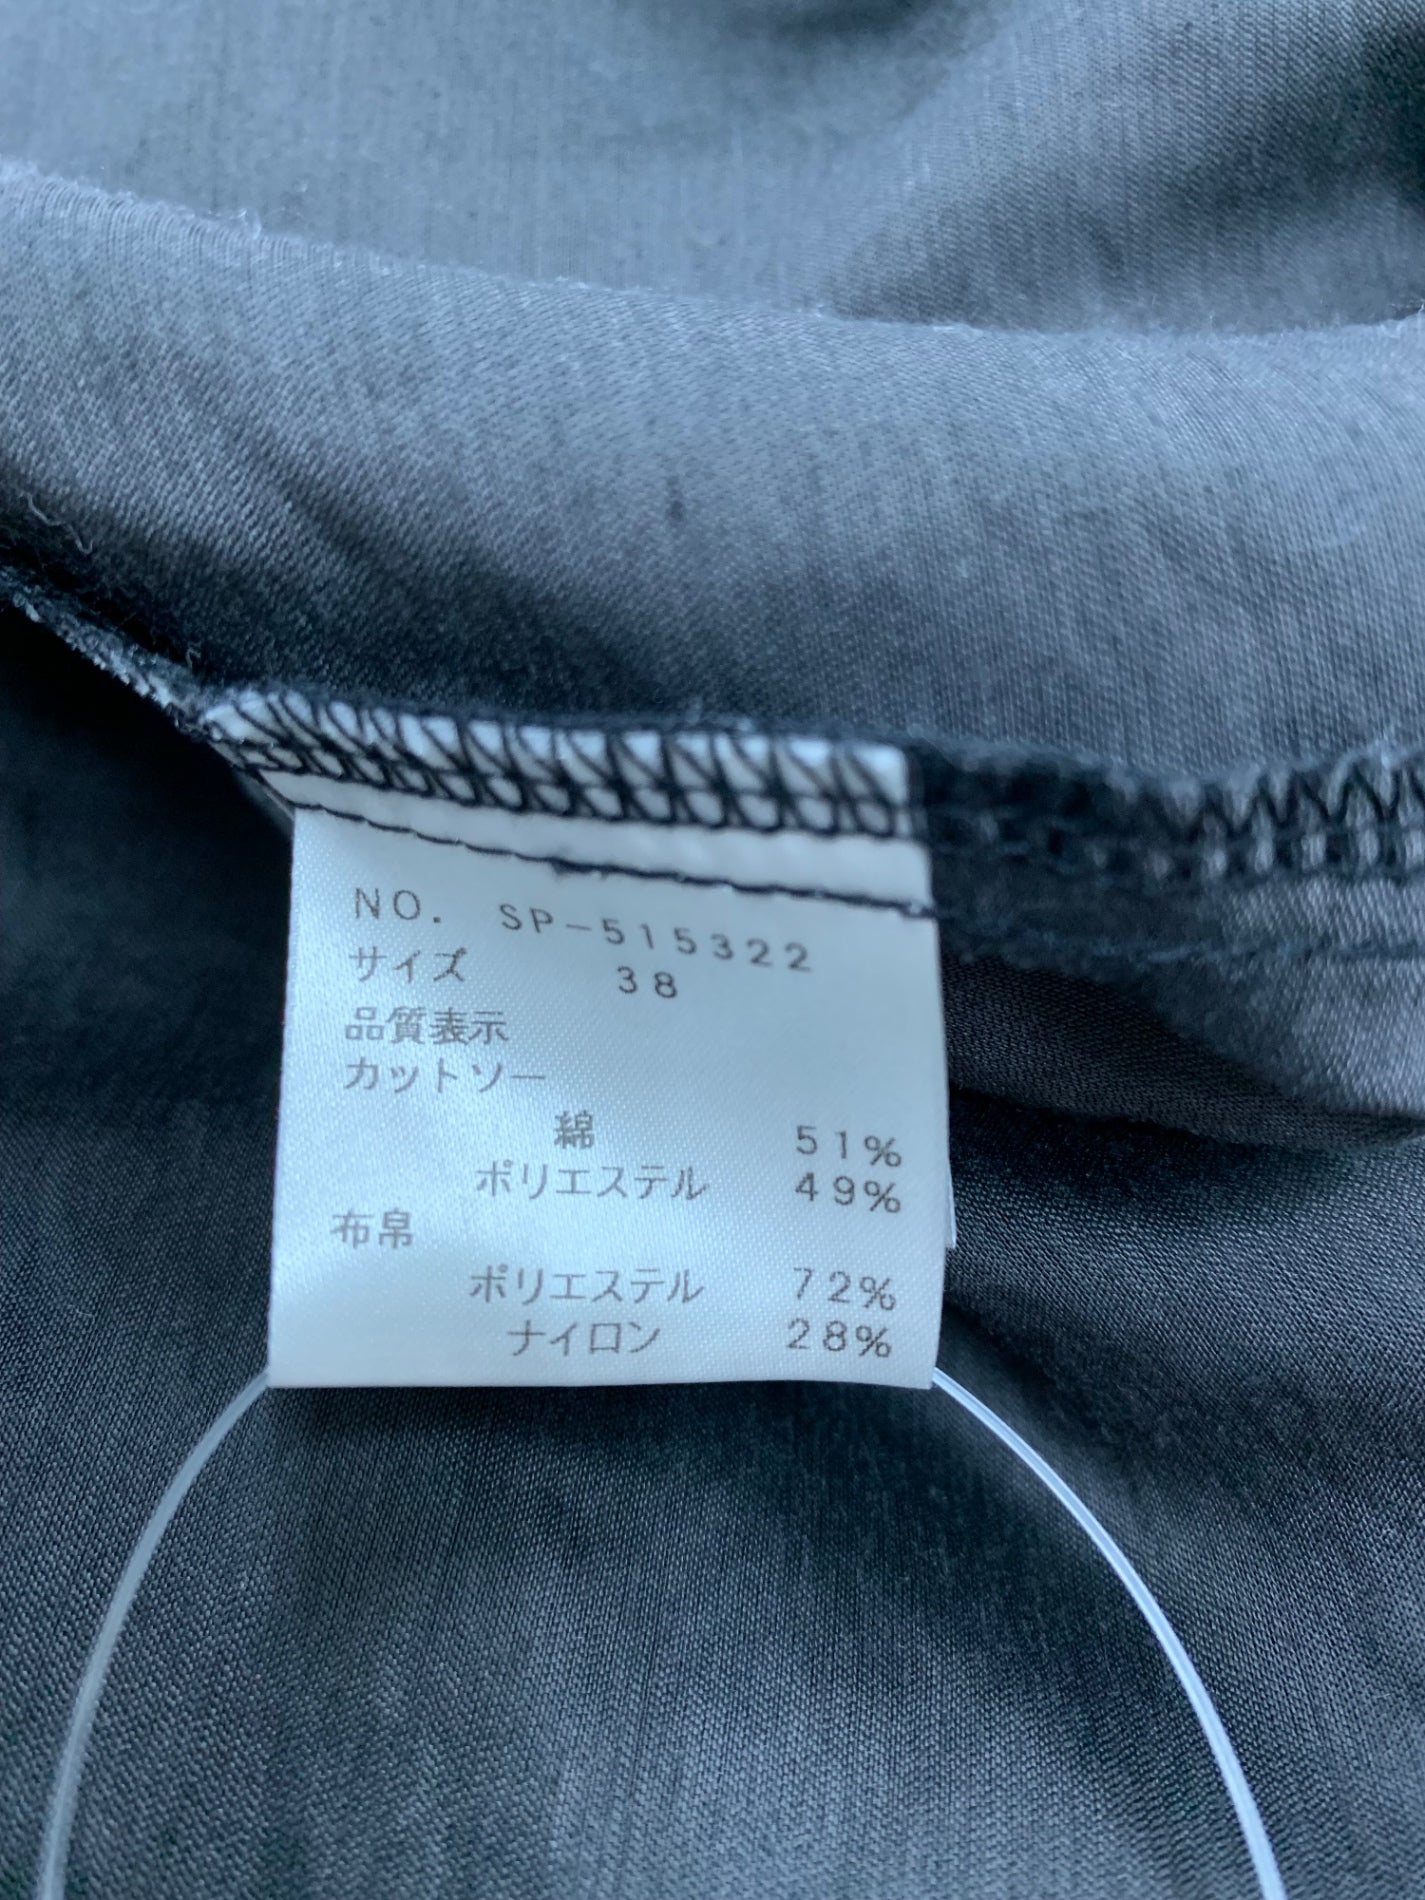 NO. SP-515322
サイズ 38
品質表示
カットソー
綿 51%
ポリエステル 49%
布帛
ポリエステル 72%
ナイロン 28%